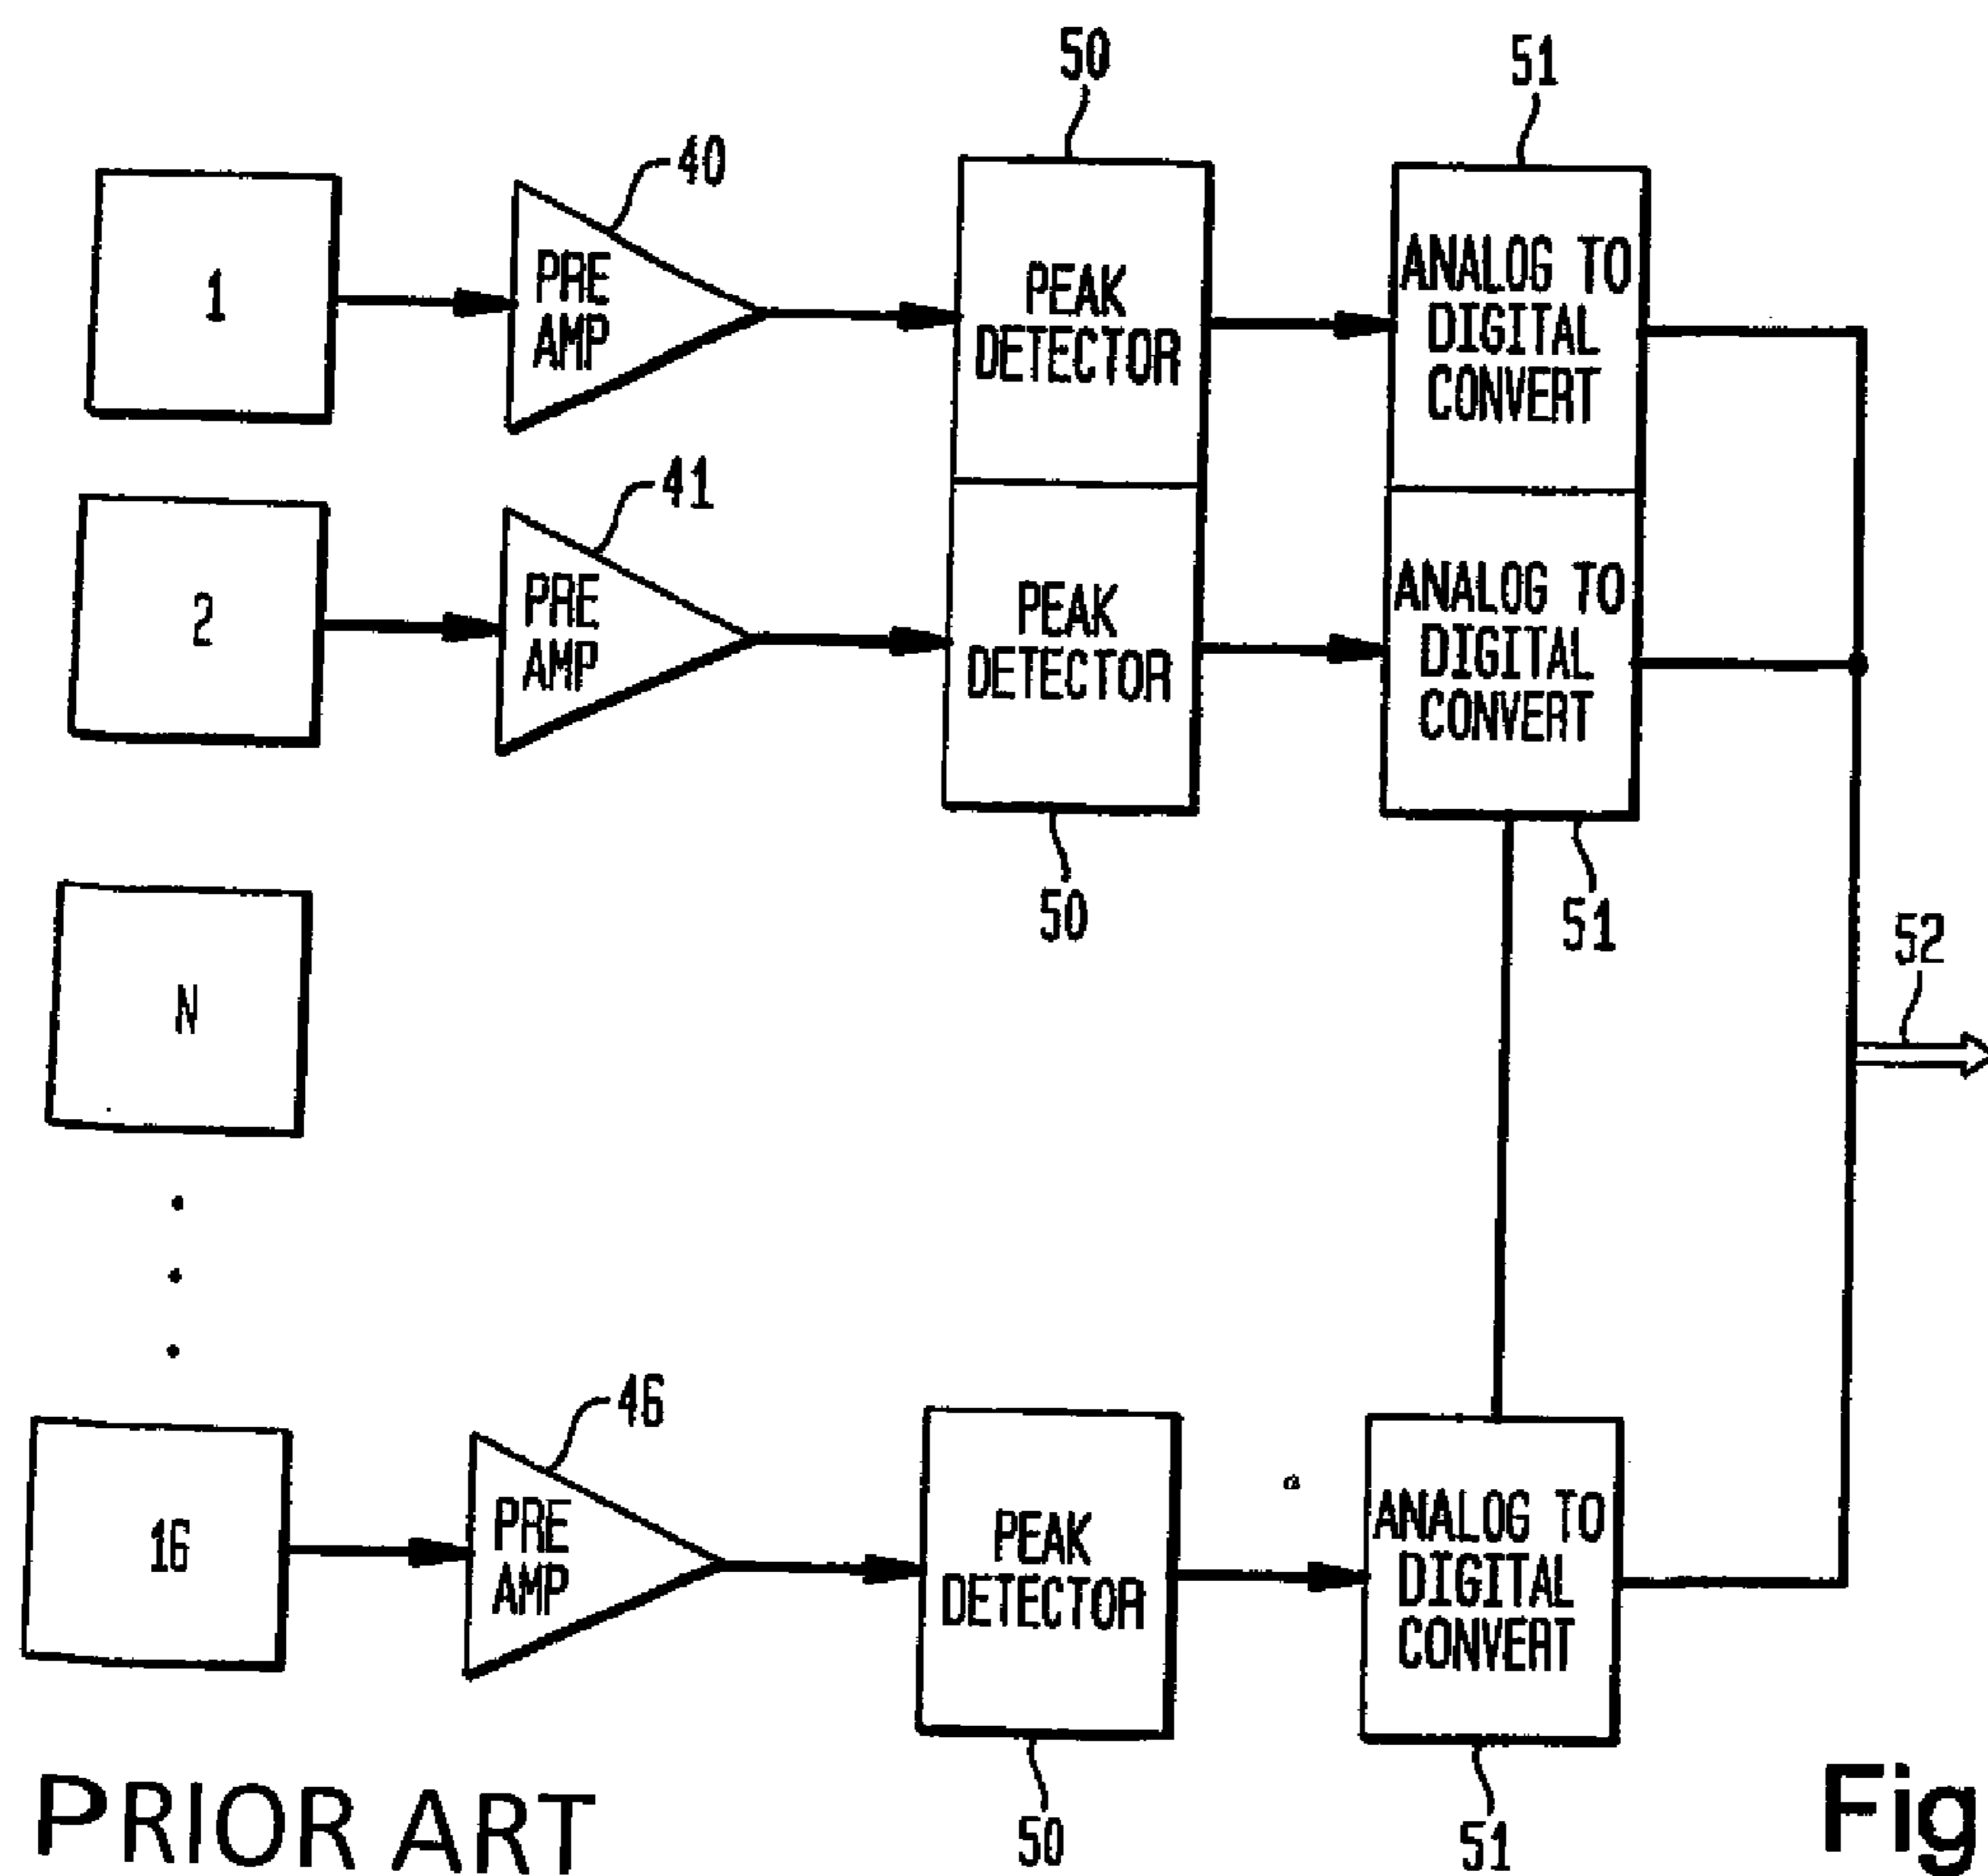 50
51
40
1
PRE
AMP
PEAK
DETECTOR
ANALOG TO
DIGITAL
CONVERT
41
2
PRE
AMP
PEAK
DETECTOR
ANALOG TO
DIGITAL
CONVERT
50
51
52
N
46
16
PRE
AMP
PEAK
DETECTOR
ANALOG TO
DIGITAL
CONVERT
50
51
PRIOR ART
Fig